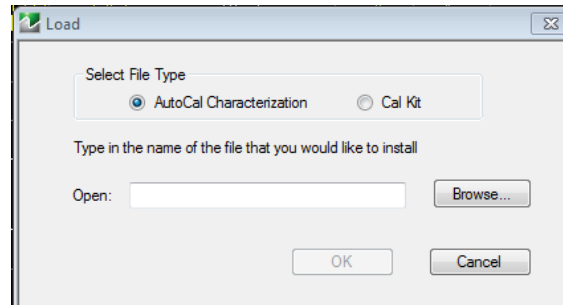 Load
Select File Type
AutoCal Characterization Cal Kit
Type in the name of the file that you would like to install
Open: Browse...
OK Cancel